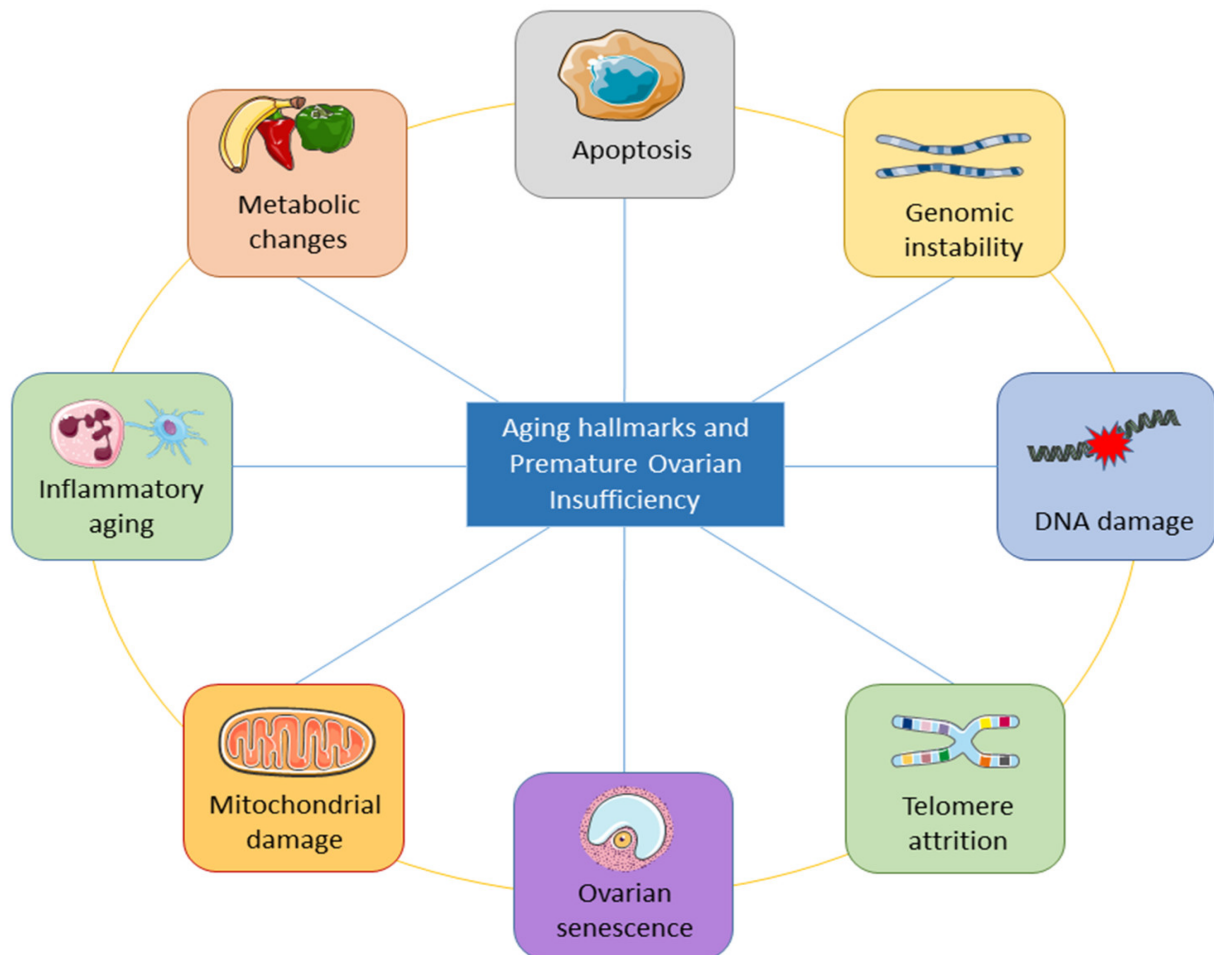 Apoptosis
Metabolic
changes
Genomic
instability
Inflammatory
aging
Aging hallmarks and
Premature Ovarian
Insufficiency
DNA damage
Mitochondrial
damage
Telomere
attrition
Ovarian
senescence